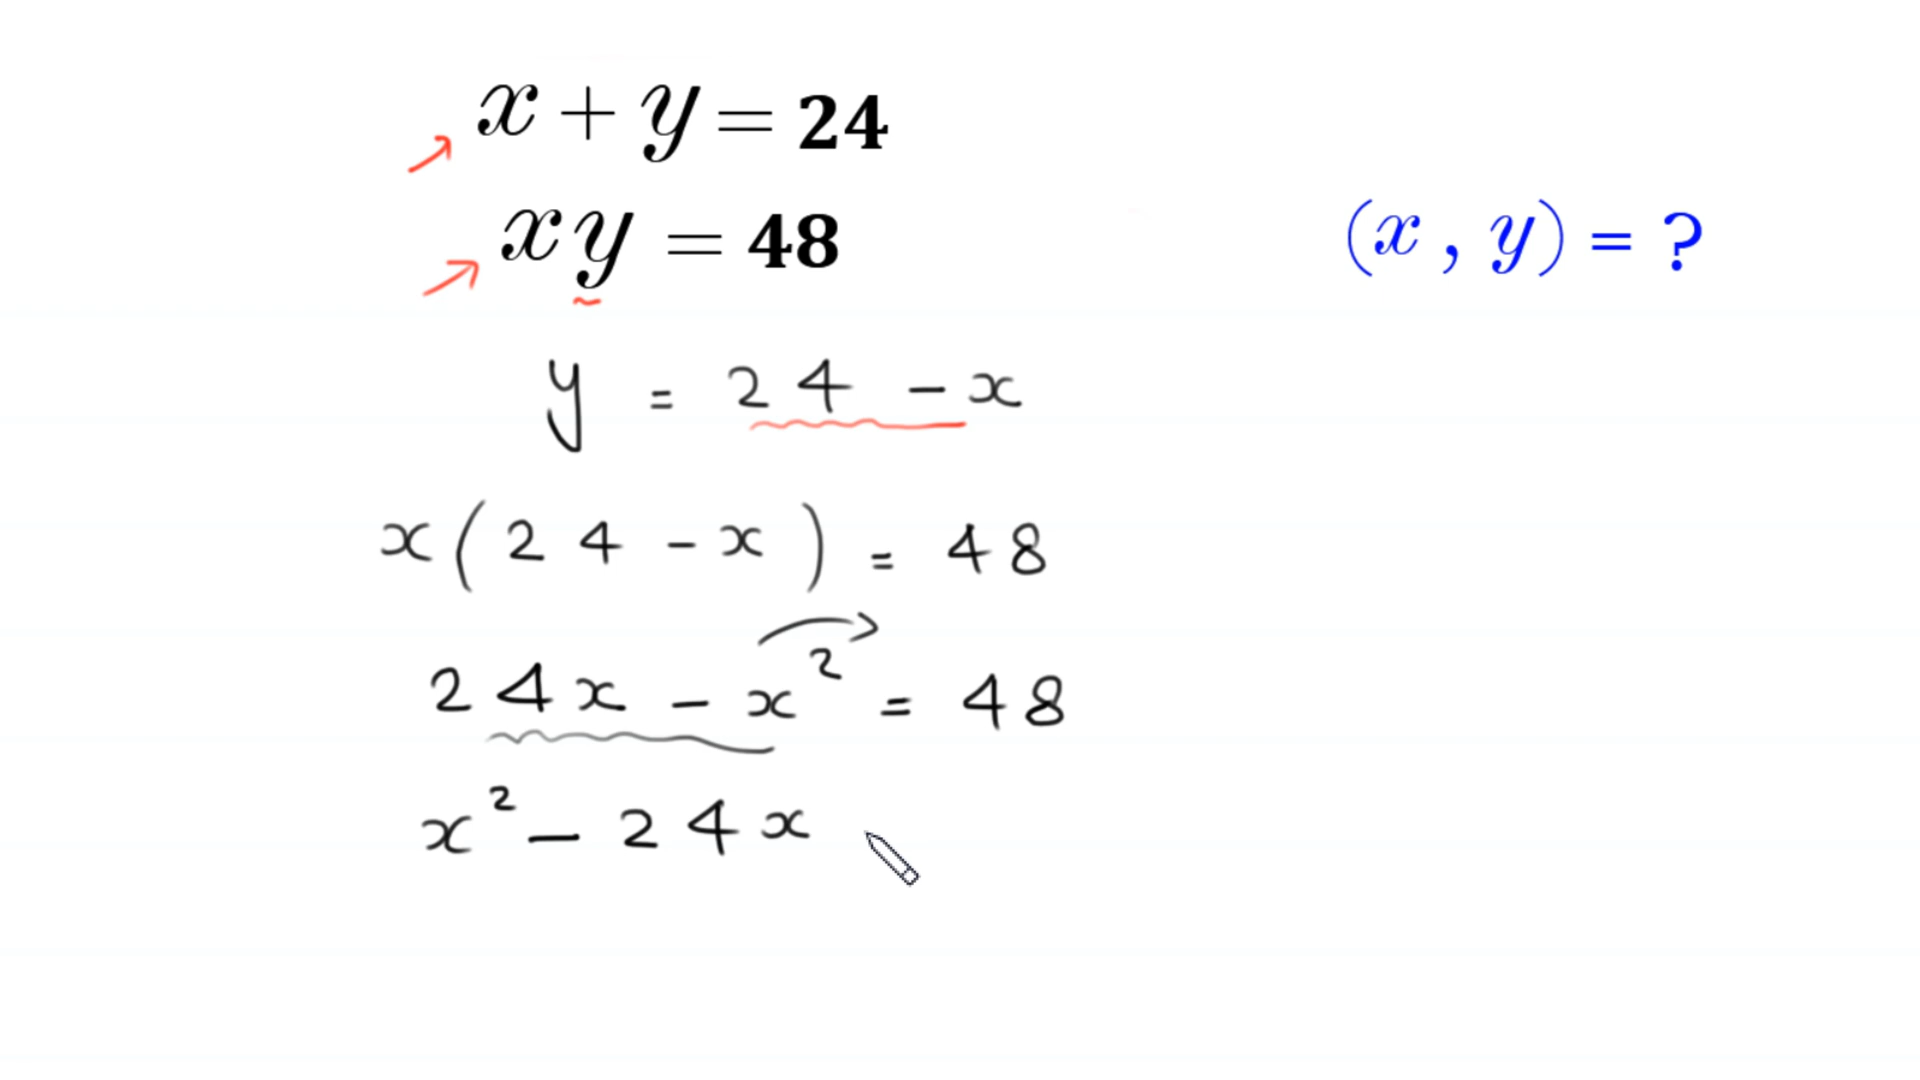 x + y = 24
xy = 48
(x, y) = ?
y = 24 - x
x(24 - x) = 48
24x - x² = 48
x² - 24x